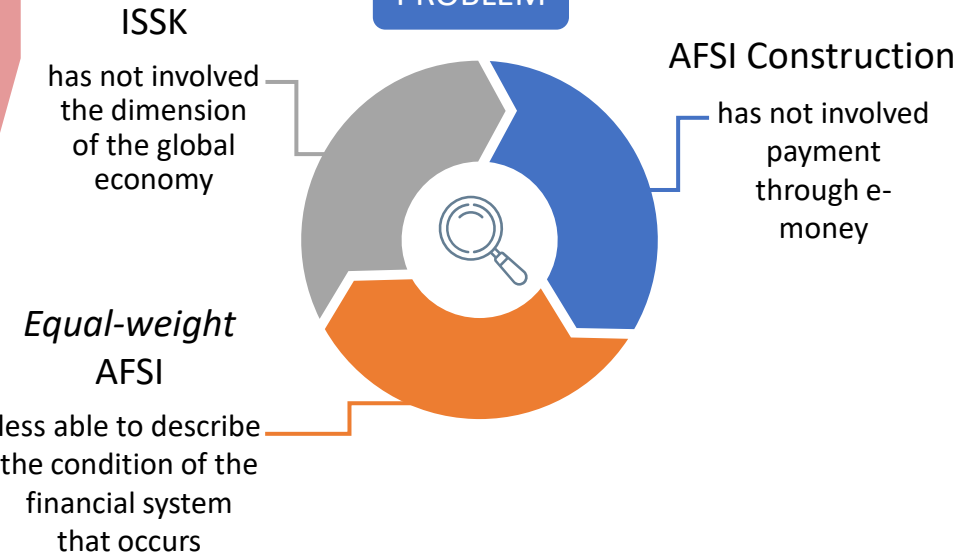 PROBLEM
ISSK
has not involved
the dimension
of the global
economy
AFSI Construction
has not involved
payment
through e-
money
Equal-weight
AFSI
less able to describe
the condition of the
financial system
that occurs